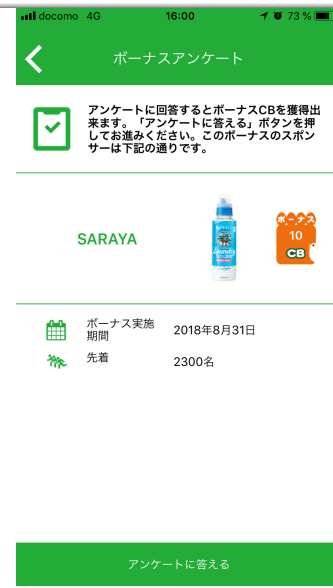 docomo 4G 16:00 73 %
ボーナスアンケート
アンケートに回答するとボーナスCBを獲得出
来ます。「アンケートに答える」ボタンを押
してお進みください。このボーナスのスポン
サーは下記の通りです。
SARAYA
Laundry
ボーナス
10
CB
ボーナス実施
期間
2018年8月31日
先着
2300名
アンケートに答える